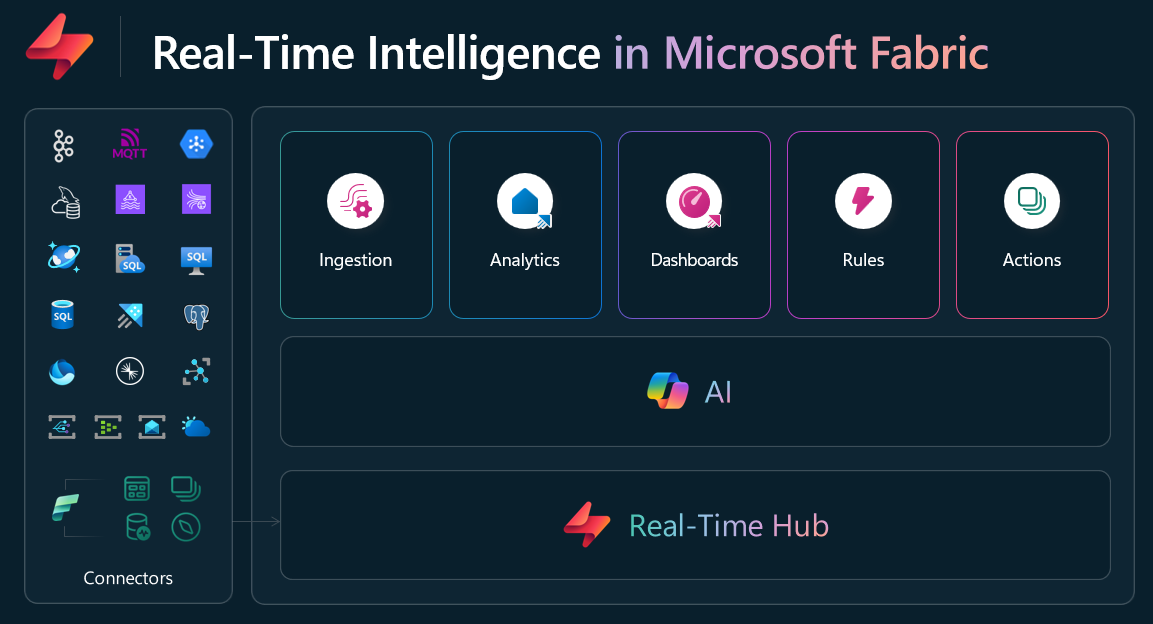 Real-Time Intelligence in Microsoft Fabric
MQTT
SQL
SQL
SQL
Connectors
Ingestion
Analytics
Dashboards
Rules
Actions
AI
Real-Time Hub